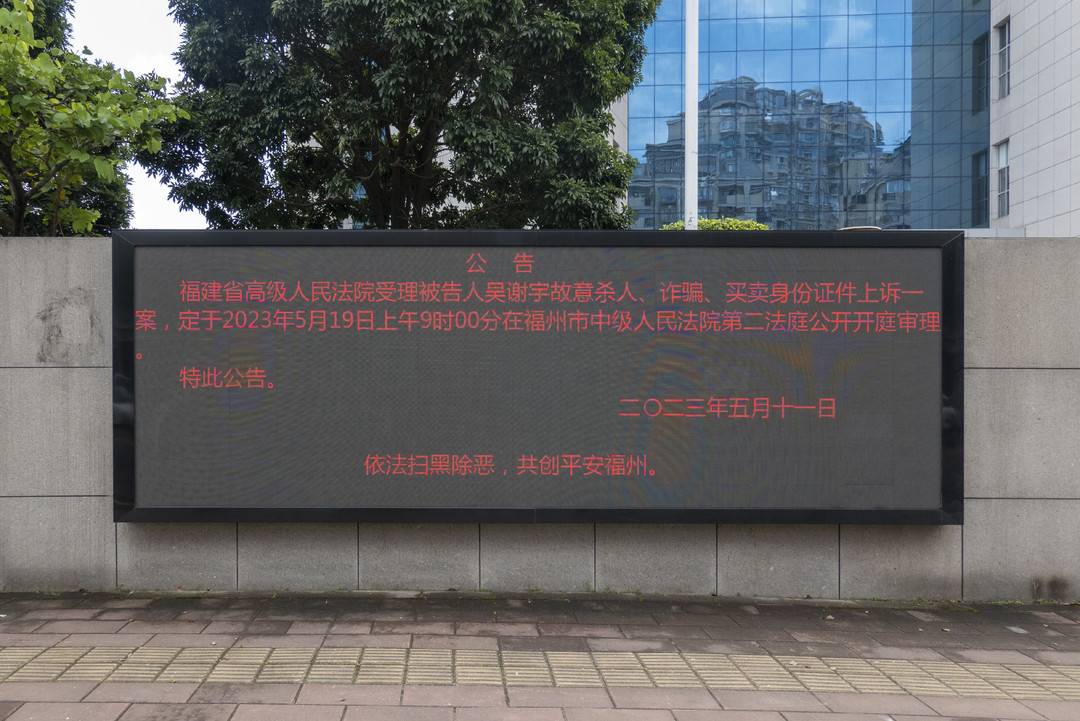 公 告
福建省高级人民法院受理被告人吴谢宇故意杀人、诈骗、买卖身份证件上诉一
案，定于2023年5月19日上午9时00分在福州市中级人民法院第二法庭公开开庭审理
。
特此公告。
二〇二三年五月十一日
依法扫黑除恶，共创平安福州。